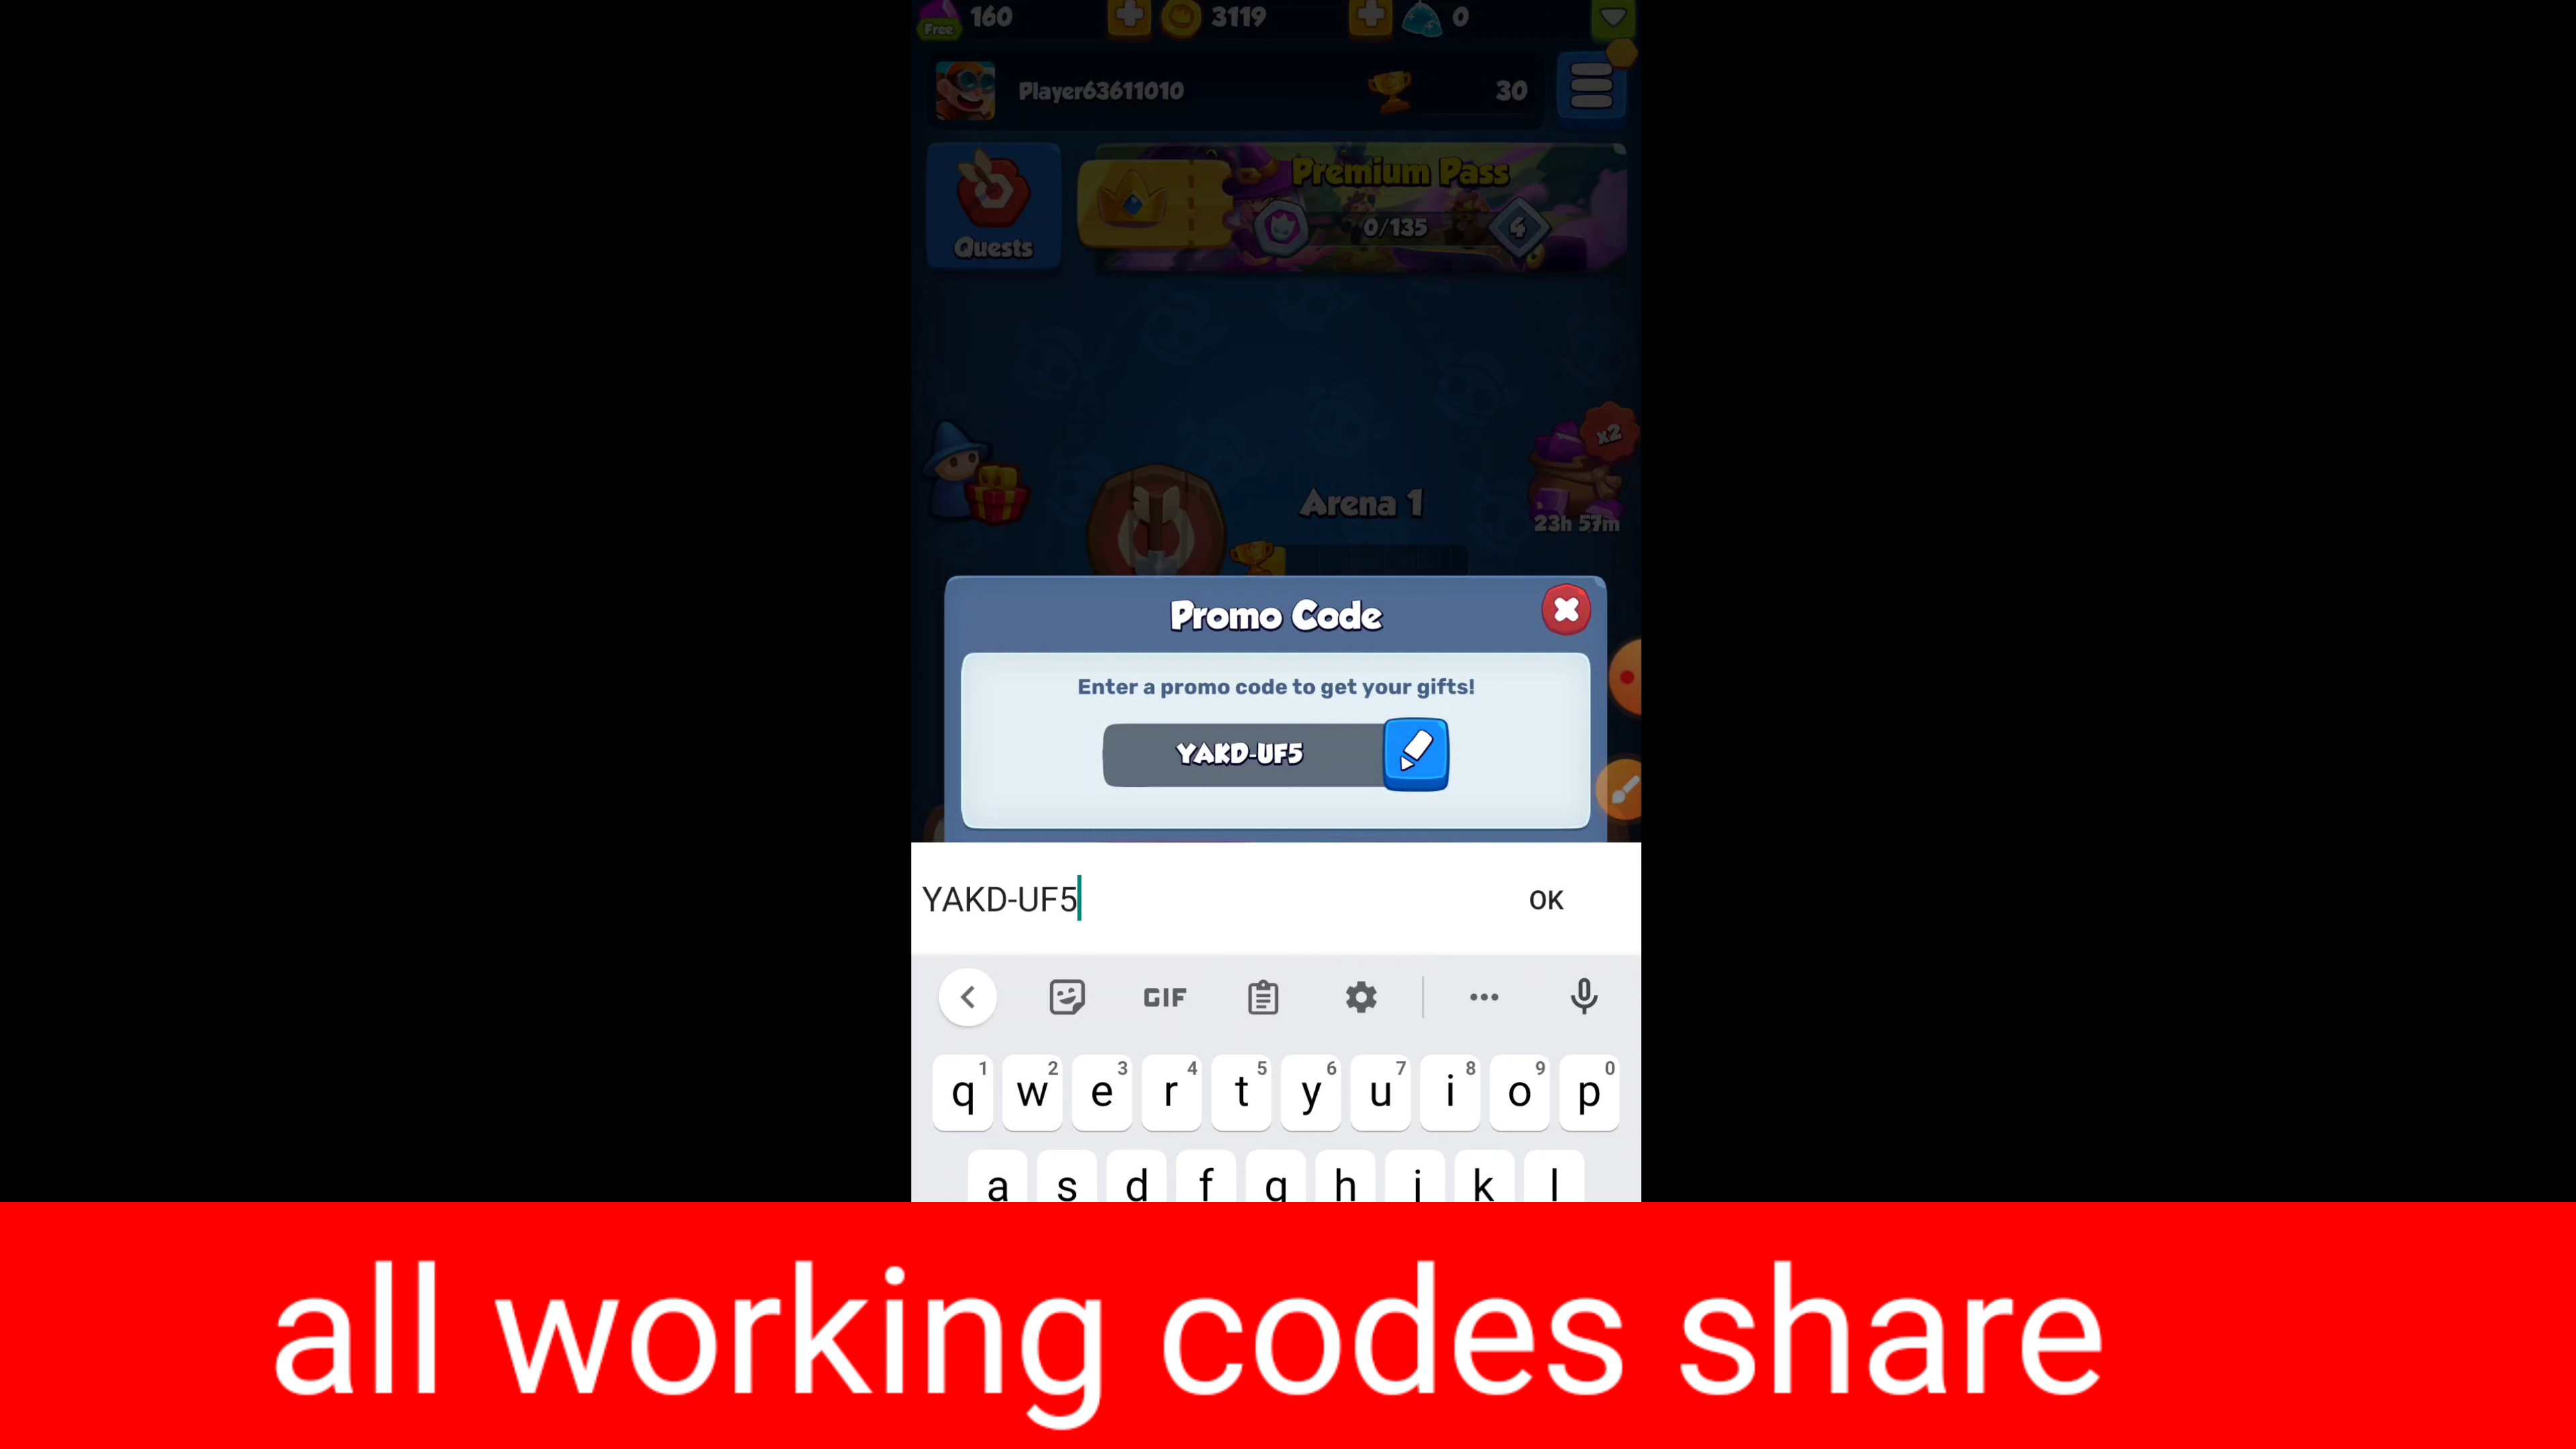 Free 160 3119 0
Player63611010 30
Premium Pass
0/135 4
Quests
x2
Arena 1
23h 57m
Promo Code
Enter a promo code to get your gifts!
YAKD-UF5
YAKD-UF5 OK
GIF
1 2 3 4 5 6 7 8 9 0
q w e r t y u i o p
a s d f g h j k l
all working codes share